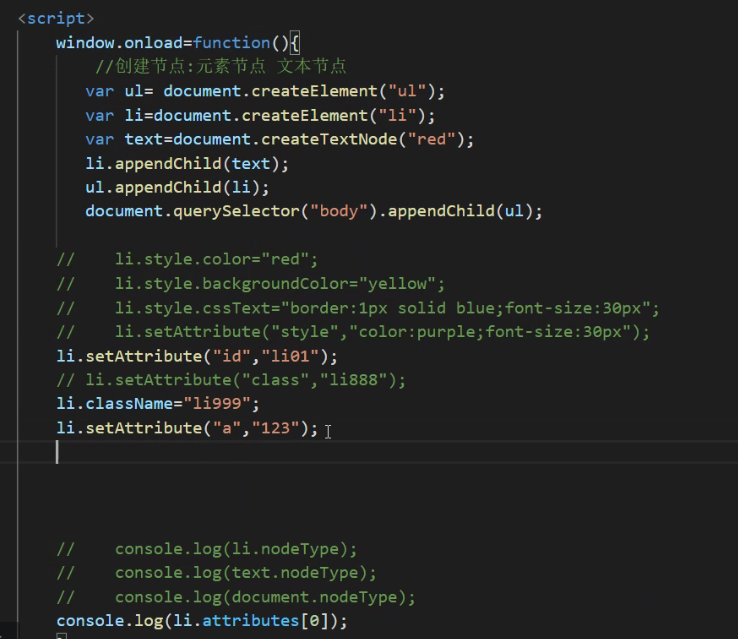 <script>
window.onload=function(){
//创建节点:元素节点 文本节点
var ul= document.createElement("ul");
var li=document.createElement("li");
var text=document.createTextNode("red");
li.appendChild(text);
ul.appendChild(li);
document.querySelector("body").appendChild(ul);
//    li.style.color="red";
//    li.style.backgroundColor="yellow";
//    li.style.cssText="border:1px solid blue;font-size:30px";
//    li.setAttribute("style","color:purple;font-size:30px");
li.setAttribute("id","li01");
// li.setAttribute("class","li888");
li.className="li999";
li.setAttribute("a","123");
//    console.log(li.nodeType);
//    console.log(text.nodeType);
//    console.log(document.nodeType);
console.log(li.attributes[0]);